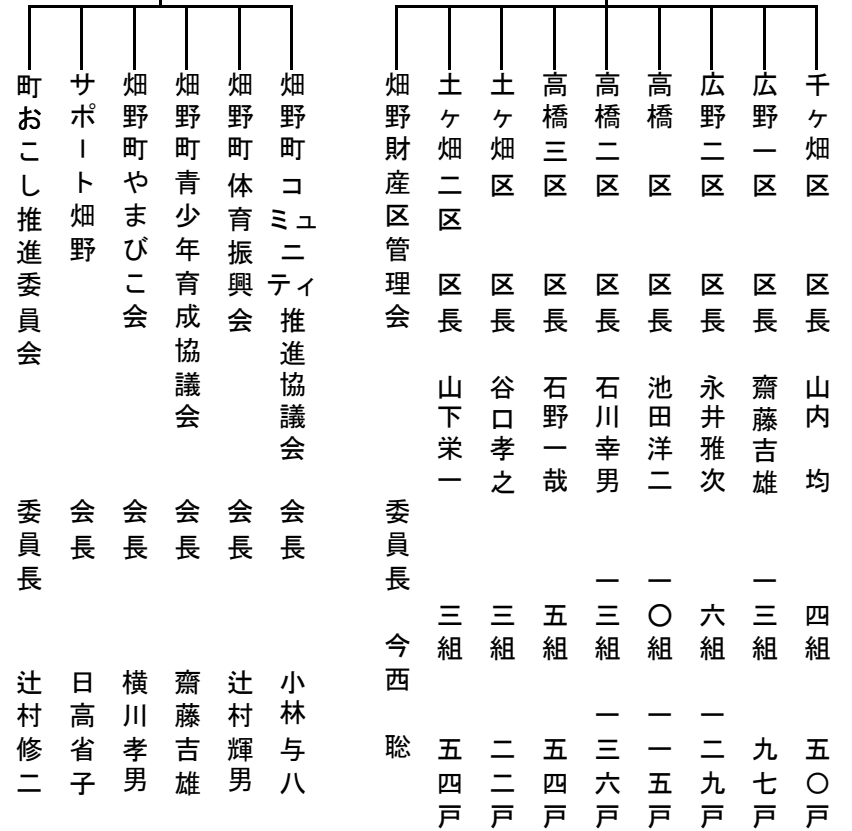 千ヶ畑区 区長 山内 均 四組 五〇戸
広野一区 区長 齋藤吉雄 一三組 九七戸
広野二区 区長 永井雅次 六組 一二九戸
高橋 区 区長 池田洋二 一〇組 一一五戸
高橋二区 区長 石川幸男 一三組 一三六戸
高橋三区 区長 石野一哉 五組 五四戸
土ヶ畑区 区長 谷口孝之 三組 二二戸
土ヶ畑二区 区長 山下栄一 三組 五四戸
畑野財産区管理会 委員長 今西 聡
畑野町コミュニティ推進協議会 会長 小林与八
畑野町体育振興会 会長 辻村輝男
畑野町青少年育成協議会 会長 齋藤吉雄
畑野町やまびこ会 会長 横川孝男
サポート畑野 会長 日高省子
町おこし推進委員会 委員長 辻村修二